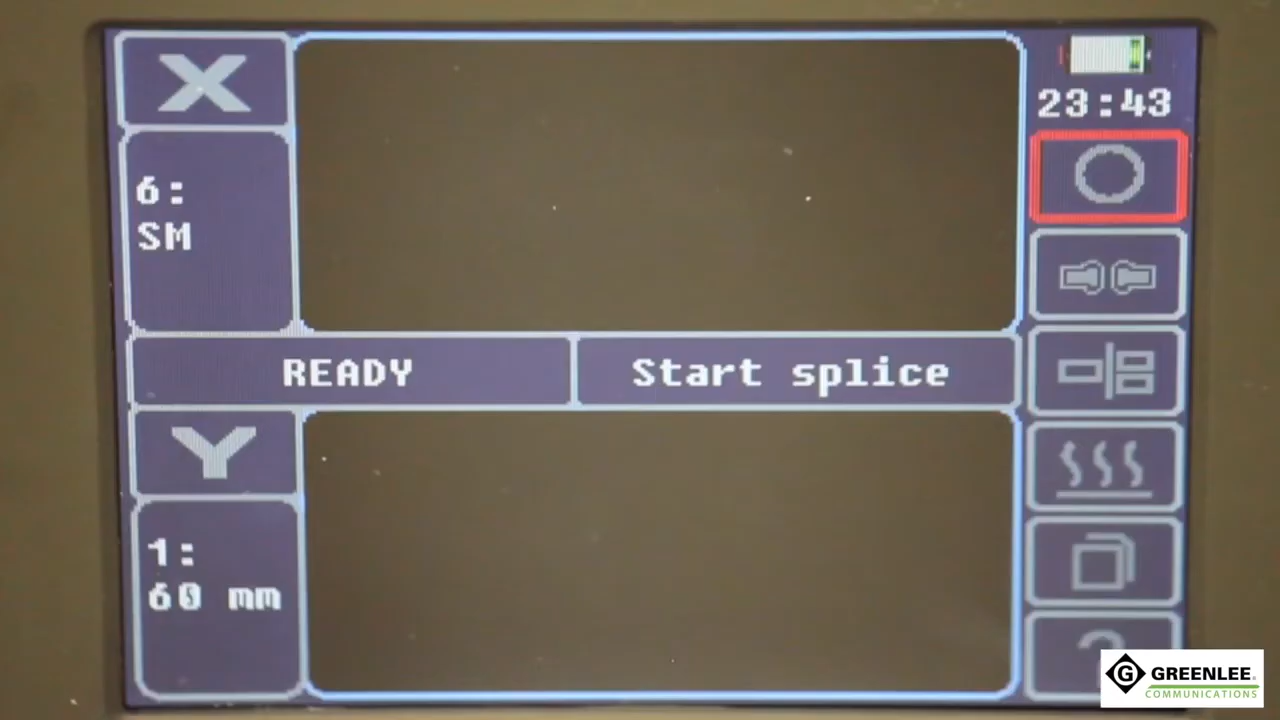 X
23:43
6:
SM
READY
Start splice
Y
1:
60 mm
?
G GREENLEE
COMMUNICATIONS